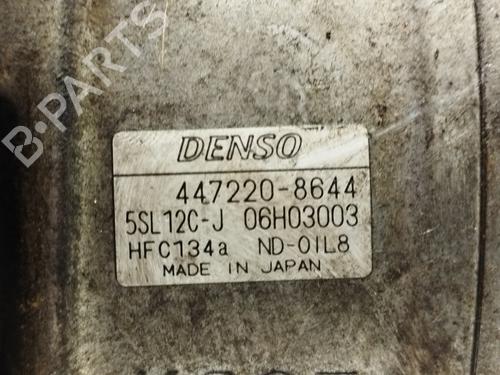 B-PARTS
DENSO
447220-8644
5SL12C-J 06H03003
HFC134a ND-OIL8
MADE IN JAPAN